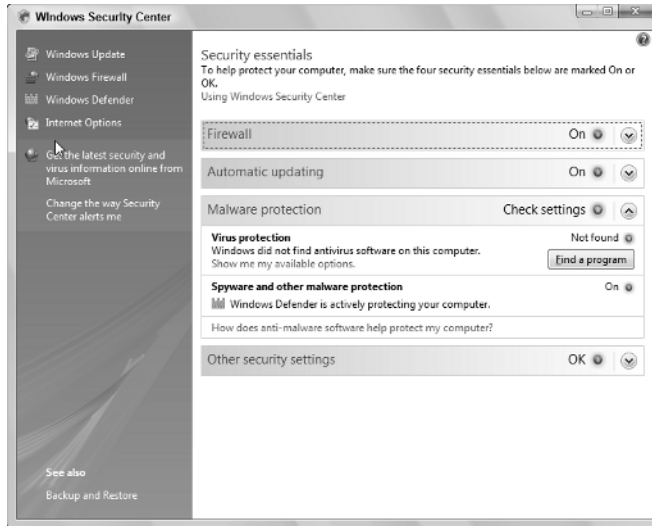 Windows Security Center
Windows Update
Windows Firewall
Windows Defender
Internet Options
Get the latest security and
virus information online from
Microsoft
Change the way Security
Center alerts me
See also
Backup and Restore
Security essentials
To help protect your computer, make sure the four security essentials below are marked On or
OK.
Using Windows Security Center
Firewall On
Automatic updating On
Malware protection Check settings
Virus protection Not found
Windows did not find antivirus software on this computer.
Show me my available options. Find a program
Spyware and other malware protection On
Windows Defender is actively protecting your computer.
How does anti-malware software help protect my computer?
Other security settings OK